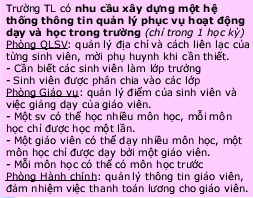 Trường TL có nhu cầu xây dựng một hệ
thống thông tin quản lý phục vụ hoạt động
dạy và học trong trường (chỉ trong 1 học kỳ)
Phòng QLSV: quản lý địa chỉ và cách liên lạc của
từng sinh viên, mời phụ huynh khi cần thiết.
- Cần biết các sinh viên làm lớp trưởng
- Sinh viên được phân chia vào các lớp
Phòng Giáo vụ: quản lý điểm của sinh viên và
việc giảng dạy của giáo viên.
- Một sv có thể học nhiều môn học, mỗi môn
học chỉ được học một lần.
- Một giáo viên có thể dạy nhiều môn học, một
môn học chỉ được dạy bởi một giáo viên.
- Mỗi môn học có thể có môn học trước
Phòng Hành chính: quản lý thông tin giáo viên,
đảm nhiệm việc thanh toán lương cho giáo viên.